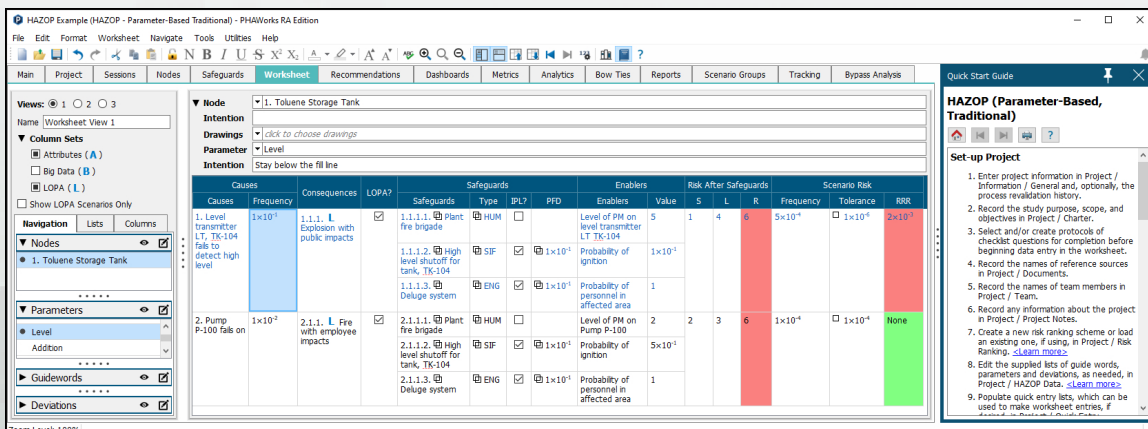 HAZOP Example (HAZOP - Parameter-Based Traditional) - PHAWorks RA Edition
File Edit Format Worksheet Navigate Tools Utilities Help
N B I U S X² X₂ A A A ?
Main Project Sessions Nodes Safeguards Worksheet Recommendations Dashboards Metrics Analytics Bow Ties Reports Scenario Groups Tracking Bypass Analysis
Views: 1 2 3
Name Worksheet View 1
▼ Column Sets
Attributes ( A )
Big Data ( B )
LOPA ( L )
Show LOPA Scenarios Only
Navigation Lists Columns
▼ Nodes
1. Toluene Storage Tank
▼ Parameters
Level
Addition
▶ Guidewords
▶ Deviations
▼ Node 1. Toluene Storage Tank
Intention
Drawings click to choose drawings
Parameter Level
Intention Stay below the fill line
Causes Consequences LOPA? Safeguards Enablers Risk After Safeguards Scenario Risk
Causes Frequency Safeguards Type IPL? PFD Enablers Value S L R Frequency Tolerance RRR
1. Level transmitter LT, TK-104 fails to detect high level
1×10⁻¹
1.1.1. L Explosion with public impacts
1.1.1.1. Plant fire brigade HUM
Level of PM on level transmitter LT TK-104 5
1 4 6 5×10⁻⁴ 1×10⁻⁶ 2×10⁻³
1.1.1.2. High level shutoff for tank, TK-104 SIF 1×10⁻¹
Probability of ignition 1×10⁻¹
1.1.1.3. Deluge system ENG 1×10⁻¹
Probability of personnel in affected area 1
2. Pump P-100 fails on
1×10⁻²
2.1.1. L Fire with employee impacts
2.1.1.1. Plant fire brigade HUM
Level of PM on Pump P-100 2
2 3 6 1×10⁻⁴ 1×10⁻⁴ None
2.1.1.2. High level shutoff for tank, TK-104 SIF 1×10⁻¹
Probability of ignition 5×10⁻¹
2.1.1.3. Deluge system ENG 1×10⁻¹
Probability of personnel in affected area 1
Quick Start Guide
HAZOP (Parameter-Based,
Traditional)
?
Set-up Project
1. Enter project information in Project /
Information / General and, optionally, the
process revalidation history.
2. Record the study purpose, scope, and
objectives in Project / Charter.
3. Select and/or create protocols of
checklist questions for completion before
beginning data entry in the worksheet.
4. Record the names of reference sources
in Project / Documents.
5. Record the names of team members in
Project / Team.
6. Record any information about the project
in Project / Project Notes.
7. Create a new risk ranking scheme or load
an existing one, if using, in Project / Risk
Ranking. <Learn more>
8. Edit the supplied lists of guide words,
parameters and deviations, as needed, in
Project / HAZOP Data. <Learn more>
9. Populate quick entry lists, which can be
used to make worksheet entries, if